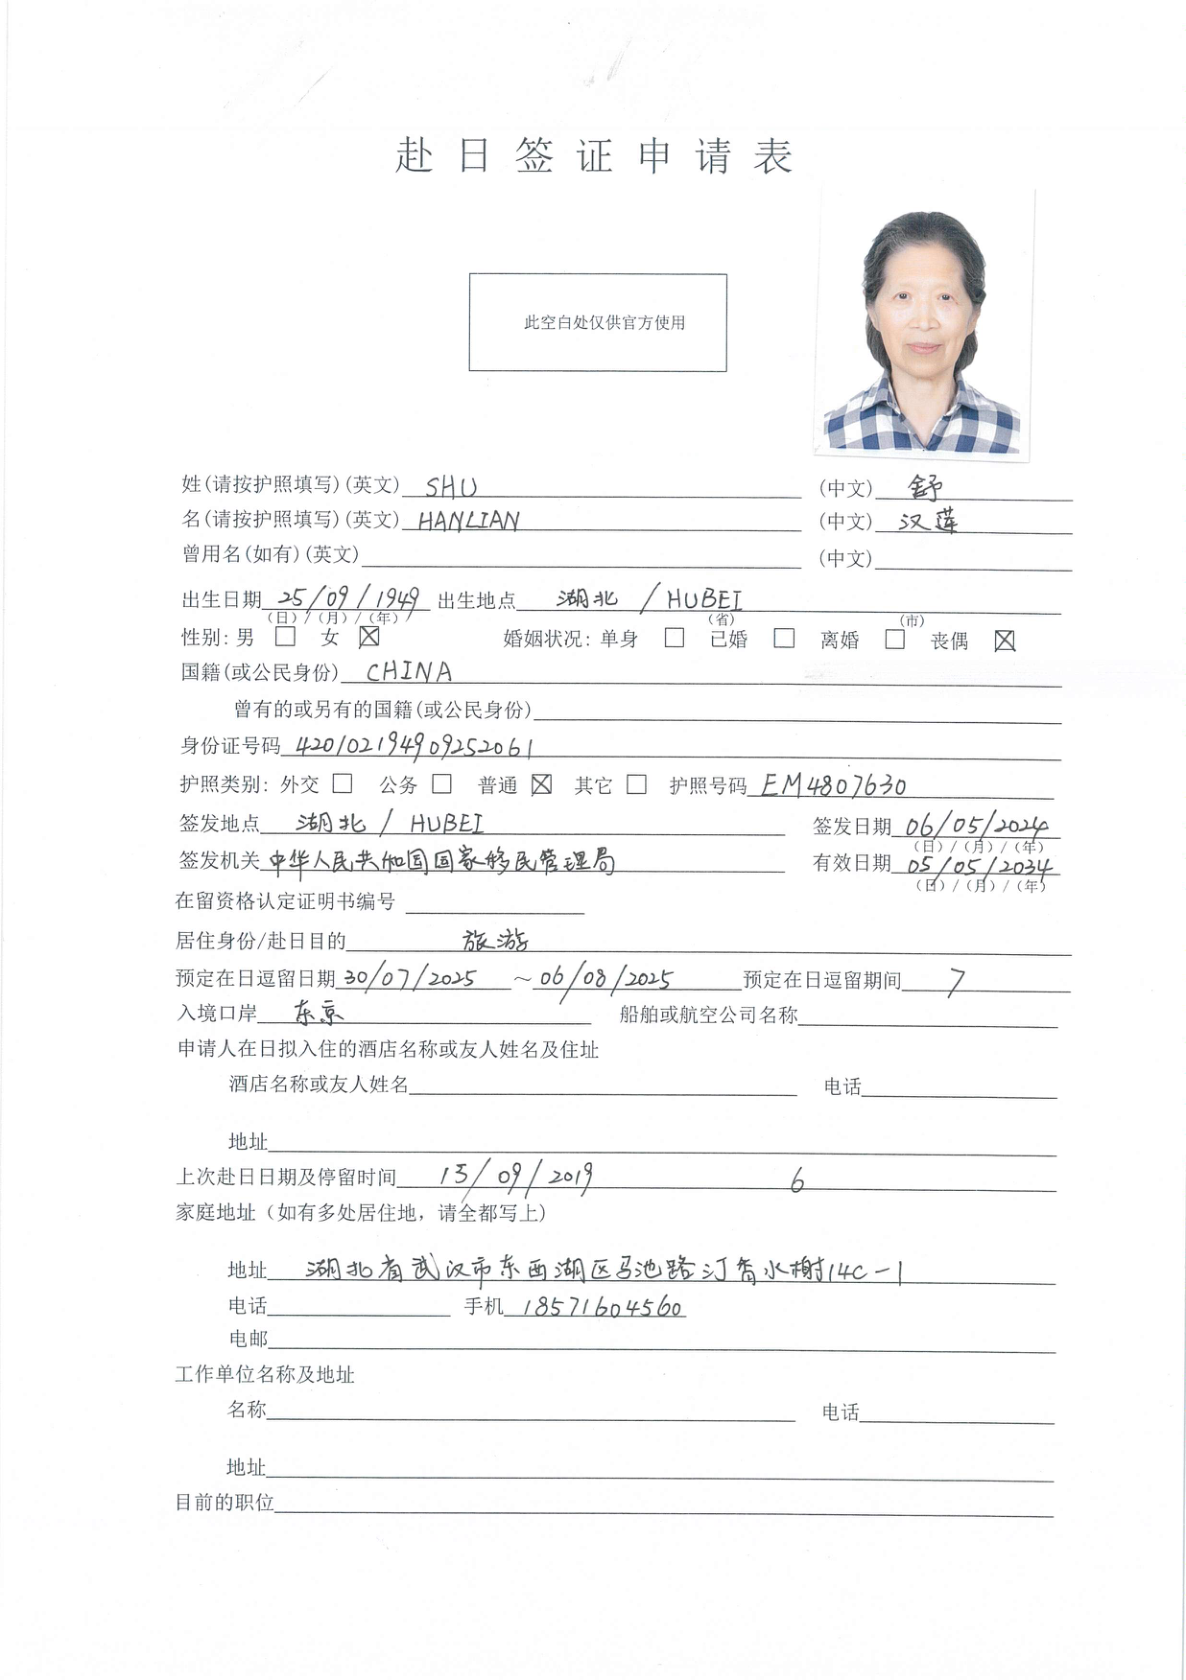 赴日签证申请表
此空白处仅供官方使用
姓(请按护照填写)(英文) SHU (中文) 舒
名(请按护照填写)(英文) HANLIAN (中文) 汉莲
曾用名(如有)(英文) (中文)
出生日期 25/09/1949 出生地点 湖北 / HUBEI
(日)/(月)/(年) (省) (市)
性别: 男 □ 女 ☒ 婚姻状况: 单身 □ 已婚 □ 离婚 □ 丧偶 ☒
国籍(或公民身份) CHINA
曾有的或另有的国籍(或公民身份)
身份证号码 420102194909252061
护照类别: 外交 □ 公务 □ 普通 ☒ 其它 □ 护照号码 EM4807630
签发地点 湖北 / HUBEI 签发日期 06/05/2024
(日)/(月)/(年)
签发机关 中华人民共和国国家移民管理局 有效日期 05/05/2034
(日)/(月)/(年)
在留资格认定证明书编号
居住身份/赴日目的 旅游
预定在日逗留日期 30/07/2025 ~ 06/08/2025 预定在日逗留期间 7
入境口岸 东京 船舶或航空公司名称
申请人在日拟入住的酒店名称或友人姓名及住址
酒店名称或友人姓名 电话
地址
上次赴日日期及停留时间 15/09/2019 6
家庭地址（如有多处居住地，请全都写上)
地址 湖北省武汉市东西湖区马池路汀香水榭14C-1
电话 手机 18571604560
电邮
工作单位名称及地址
名称 电话
地址
目前的职位